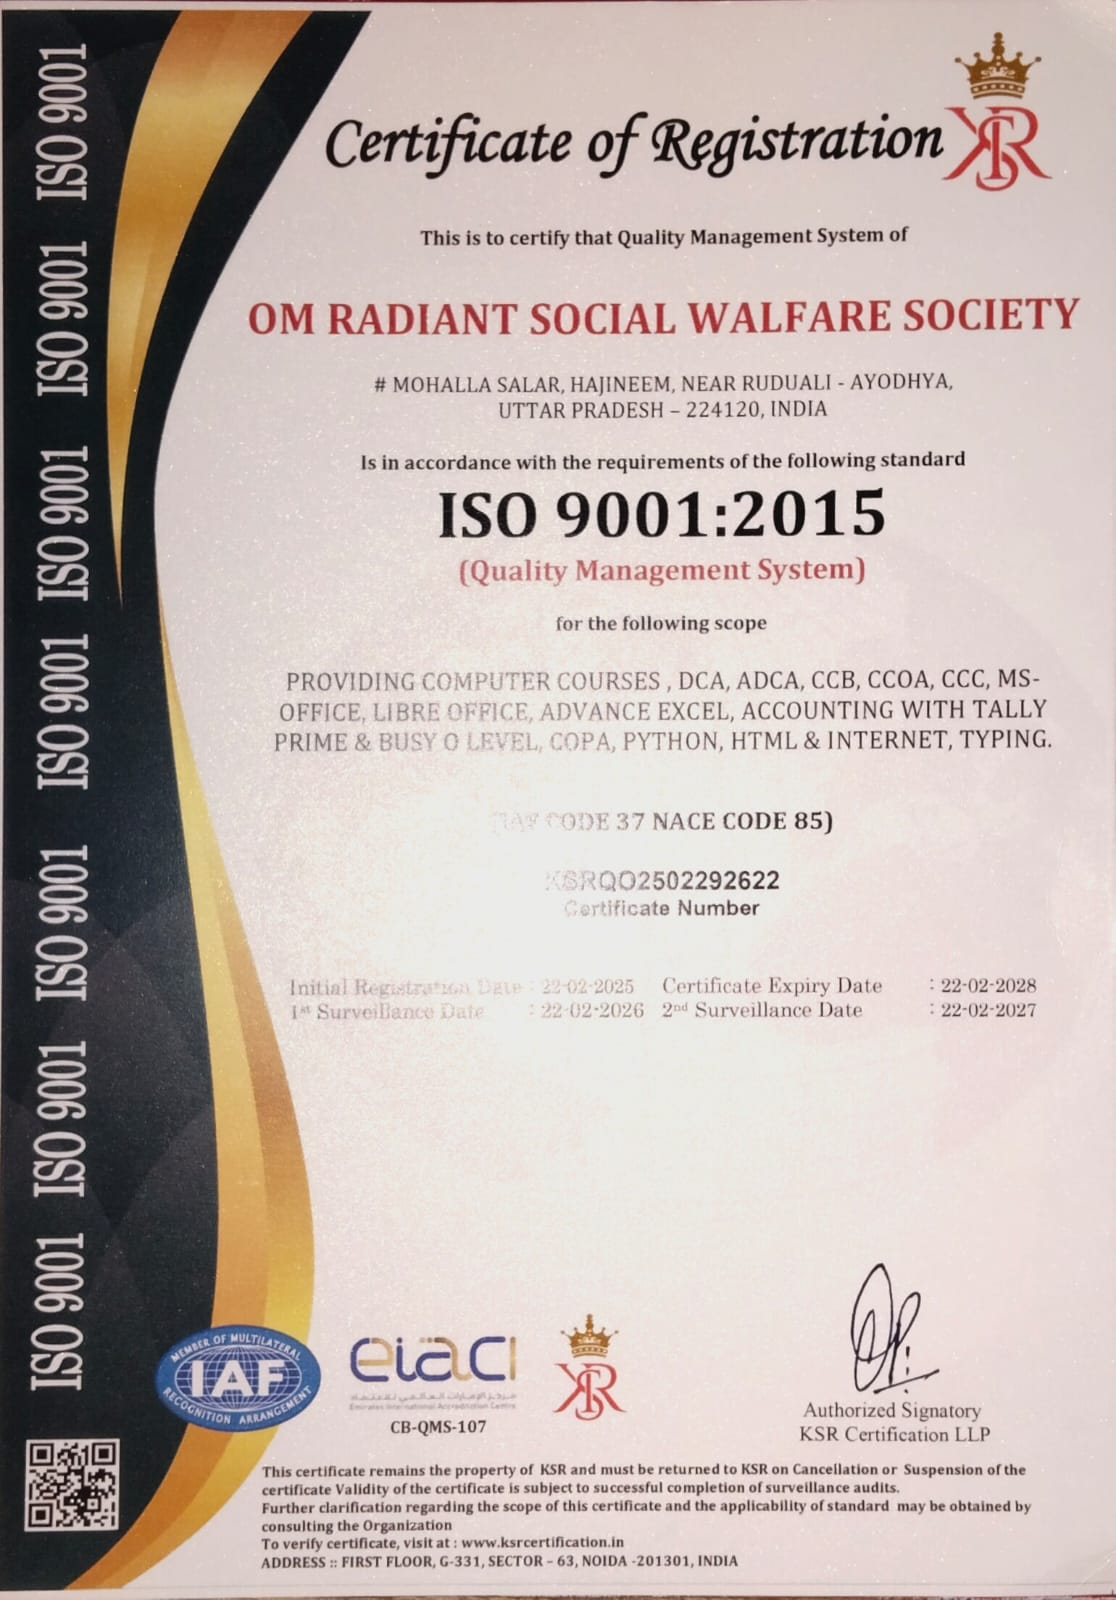 Certificate of Registration
KSR
This is to certify that Quality Management System of
OM RADIANT SOCIAL WALFARE SOCIETY
# MOHALLA SALAR, HAJINEEM, NEAR RUDUALI - AYODHYA,
UTTAR PRADESH – 224120, INDIA
Is in accordance with the requirements of the following standard
ISO 9001:2015
(Quality Management System)
for the following scope
PROVIDING COMPUTER COURSES , DCA, ADCA, CCB, CCOA, CCC, MS-
OFFICE, LIBRE OFFICE, ADVANCE EXCEL, ACCOUNTING WITH TALLY
PRIME & BUSY O LEVEL, COPA, PYTHON, HTML & INTERNET, TYPING.
(IAF CODE 37 NACE CODE 85)
KSRQO2502292622
Certificate Number
Initial Registration Date : 22-02-2025 Certificate Expiry Date : 22-02-2028
1st Surveillance Date : 22-02-2026 2nd Surveillance Date : 22-02-2027
ISO 9001 ISO 9001 ISO 9001 ISO 9001 ISO 9001 ISO 9001 ISO 9001
MEMBER OF MULTILATERAL
IAF
RECOGNITION ARRANGEMENT
eiaci
مركز الإمارات العالمي للاعتماد
Emirates International Accreditation Centre
CB-QMS-107
KSR
Authorized Signatory
KSR Certification LLP
This certificate remains the property of KSR and must be returned to KSR on Cancellation or Suspension of the
certificate Validity of the certificate is subject to successful completion of surveillance audits.
Further clarification regarding the scope of this certificate and the applicability of standard may be obtained by
consulting the Organization
To verify certificate, visit at : www.ksrcertification.in
ADDRESS :: FIRST FLOOR, G-331, SECTOR – 63, NOIDA -201301, INDIA